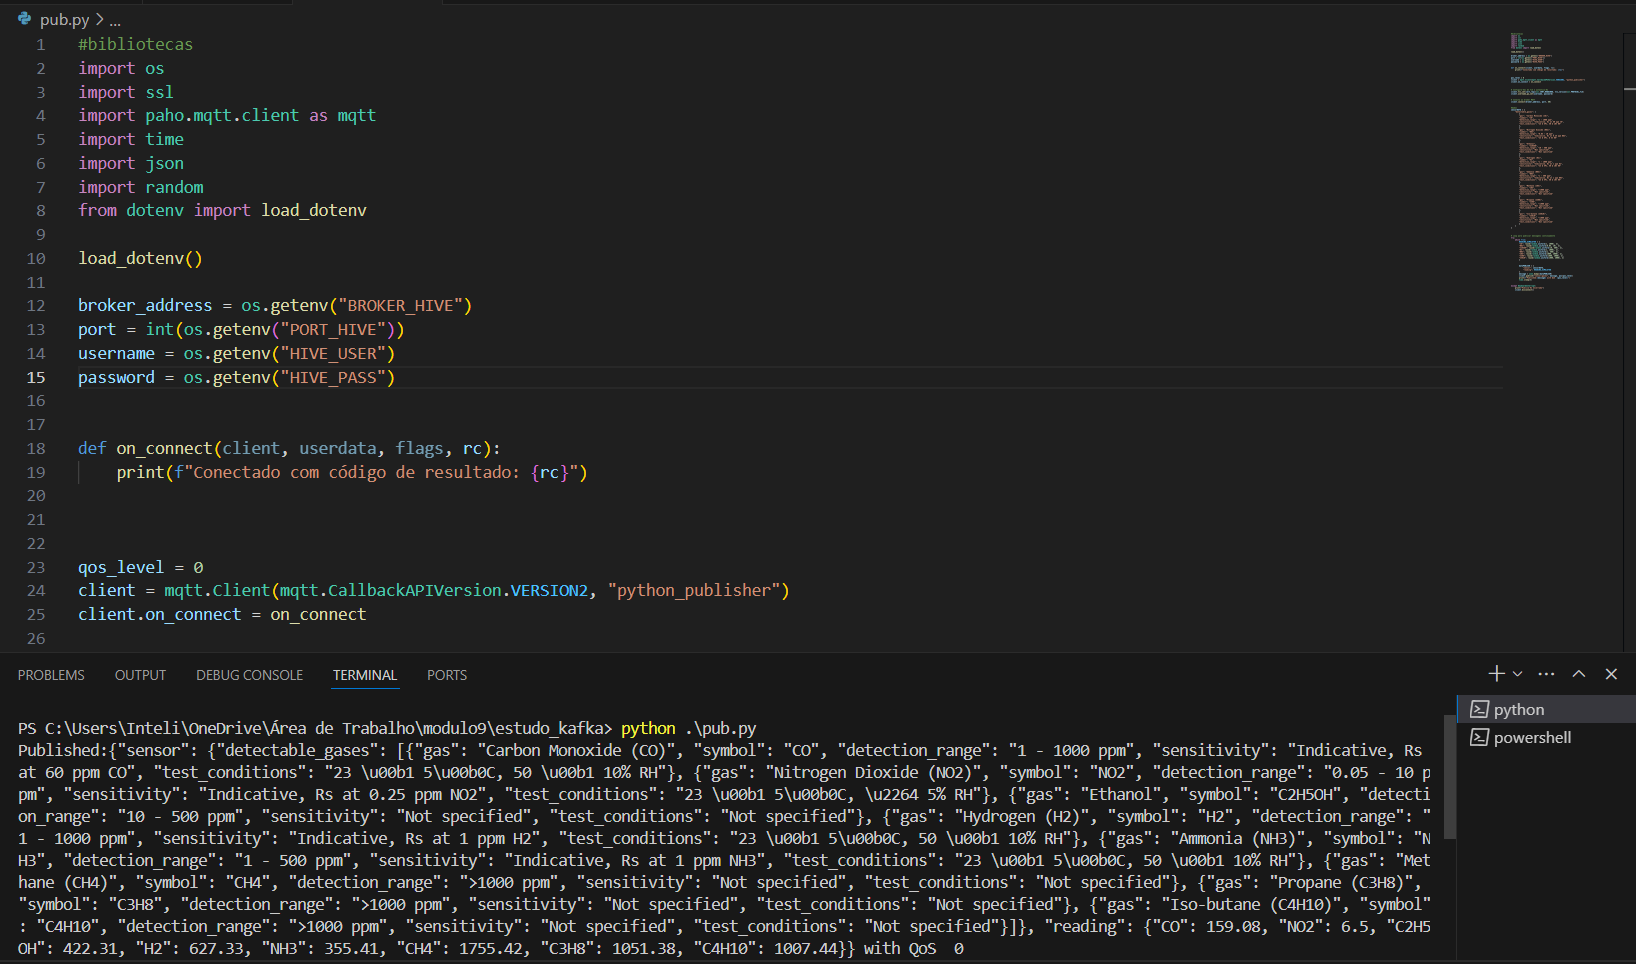 pub.py > ...
1 #bibliotecas
2 import os
3 import ssl
4 import paho.mqtt.client as mqtt
5 import time
6 import json
7 import random
8 from dotenv import load_dotenv
9
10 load_dotenv()
11
12 broker_address = os.getenv("BROKER_HIVE")
13 port = int(os.getenv("PORT_HIVE"))
14 username = os.getenv("HIVE_USER")
15 password = os.getenv("HIVE_PASS")
16
17
18 def on_connect(client, userdata, flags, rc):
19     print(f"Conectado com código de resultado: {rc}")
20
21
22
23 qos_level = 0
24 client = mqtt.Client(mqtt.CallbackAPIVersion.VERSION2, "python_publisher")
25 client.on_connect = on_connect
26
PROBLEMS OUTPUT DEBUG CONSOLE TERMINAL PORTS
python
powershell
PS C:\Users\Inteli\OneDrive\Área de Trabalho\modulo9\estudo_kafka> python .\pub.py
Published:{"sensor": {"detectable_gases": [{"gas": "Carbon Monoxide (CO)", "symbol": "CO", "detection_range": "1 - 1000 ppm", "sensitivity": "Indicative, Rs
at 60 ppm CO", "test_conditions": "23 \u00b1 5\u00b0C, 50 \u00b1 10% RH"}, {"gas": "Nitrogen Dioxide (NO2)", "symbol": "NO2", "detection_range": "0.05 - 10 p
pm", "sensitivity": "Indicative, Rs at 0.25 ppm NO2", "test_conditions": "23 \u00b1 5\u00b0C, \u2264 5% RH"}, {"gas": "Ethanol", "symbol": "C2H5OH", "detecti
on_range": "10 - 500 ppm", "sensitivity": "Not specified", "test_conditions": "Not specified"}, {"gas": "Hydrogen (H2)", "symbol": "H2", "detection_range": "
1 - 1000 ppm", "sensitivity": "Indicative, Rs at 1 ppm H2", "test_conditions": "23 \u00b1 5\u00b0C, 50 \u00b1 10% RH"}, {"gas": "Ammonia (NH3)", "symbol": "N
H3", "detection_range": "1 - 500 ppm", "sensitivity": "Indicative, Rs at 1 ppm NH3", "test_conditions": "23 \u00b1 5\u00b0C, 50 \u00b1 10% RH"}, {"gas": "Met
hane (CH4)", "symbol": "CH4", "detection_range": ">1000 ppm", "sensitivity": "Not specified", "test_conditions": "Not specified"}, {"gas": "Propane (C3H8)",
"symbol": "C3H8", "detection_range": ">1000 ppm", "sensitivity": "Not specified", "test_conditions": "Not specified"}, {"gas": "Iso-butane (C4H10)", "symbol"
: "C4H10", "detection_range": ">1000 ppm", "sensitivity": "Not specified", "test_conditions": "Not specified"}]}, "reading": {"CO": 159.08, "NO2": 6.5, "C2H5
OH": 422.31, "H2": 627.33, "NH3": 355.41, "CH4": 1755.42, "C3H8": 1051.38, "C4H10": 1007.44}} with QoS  0